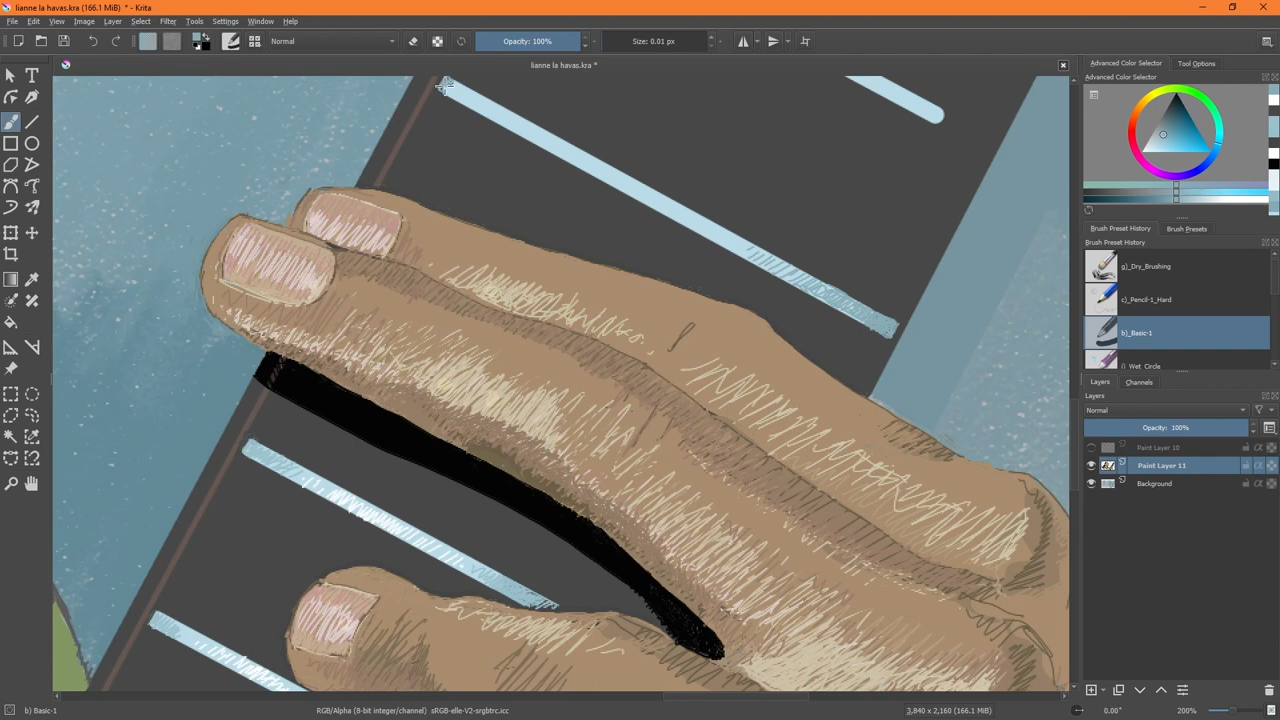 lianne la havas.kra (166.1 MiB) * - Krita
File Edit View Image Layer Select Filter Tools Settings Window Help
Normal Opacity: 100% Size: 0.01 px
lianne la havas.kra *
Advanced Color Selector Tool Options
Advanced Color Selector
Brush Preset History Brush Presets
Brush Preset History
g)_Dry_Brushing
c)_Pencil-1_Hard
b)_Basic-1
i)_Wet_Circle
Layers Channels
Layers
Normal
Opacity: 100%
Paint Layer 10
Paint Layer 11
Background
b) Basic-1 RGB/Alpha (8-bit integer/channel) sRGB-elle-V2-srgbtrc.icc 3,840 x 2,160 (166.1 MiB) 0.00° 200%